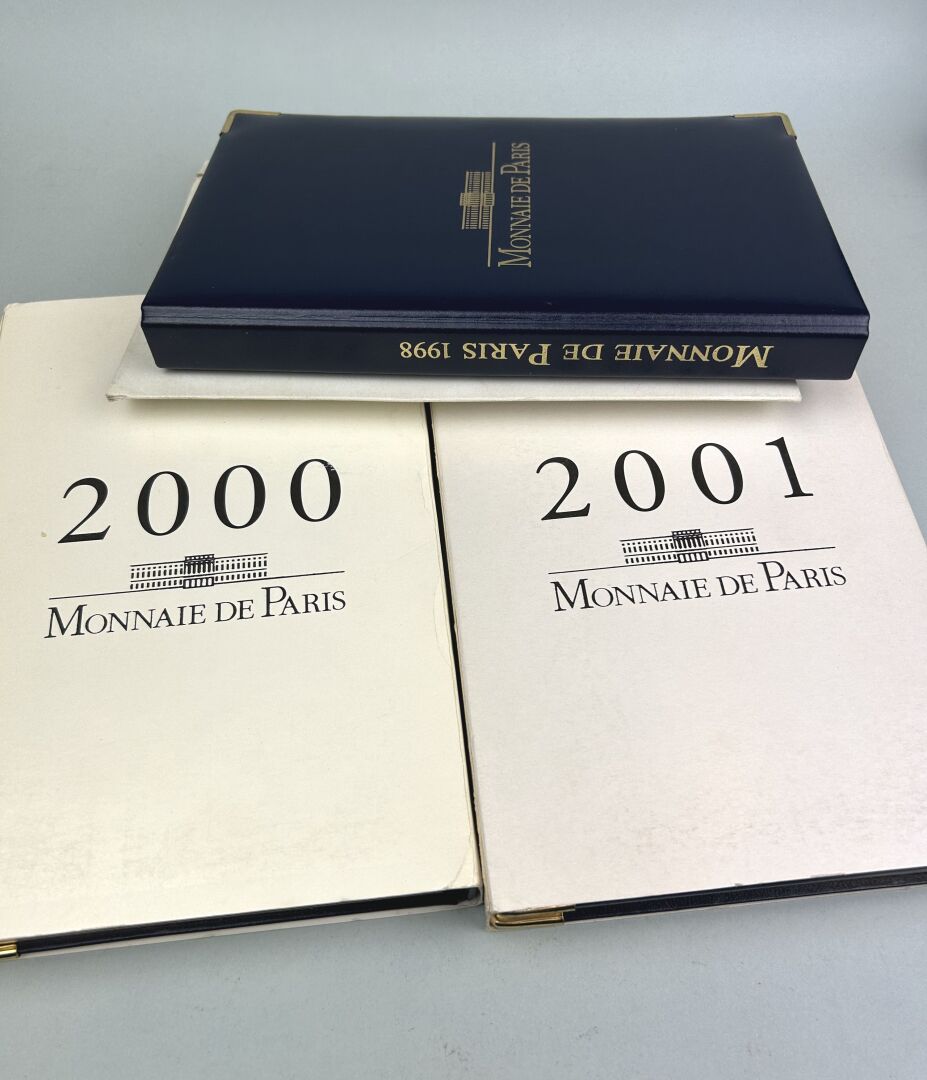 MONNAIE DE PARIS
MONNAIE DE PARIS 1998
2000
MONNAIE DE PARIS
2001
MONNAIE DE PARIS